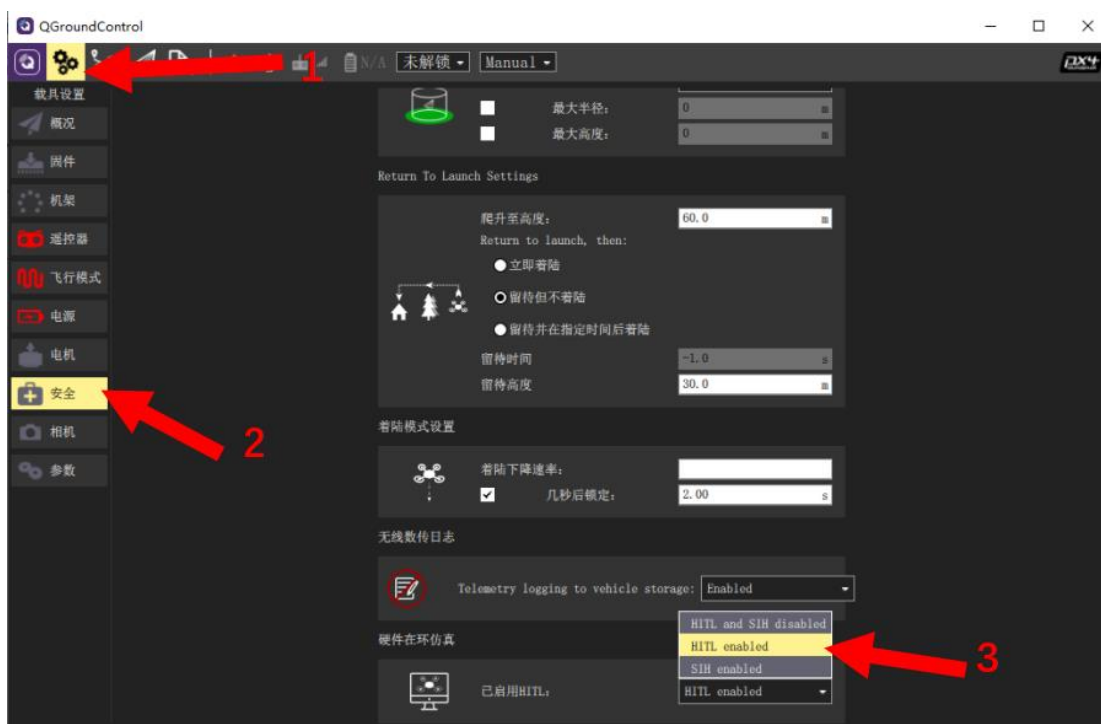 QGroundControl
1
N/A 未解锁 Manual
px4
载具设置
概况
固件
机架
遥控器
飞行模式
电源
电机
安全
相机
参数
2
最大半径: 0 m
最大高度: 0 m
Return To Launch Settings
爬升至高度: 60.0 m
Return to launch, then:
立即着陆
留待但不着陆
留待并在指定时间后着陆
留待时间 -1.0 s
留待高度 30.0 m
着陆模式设置
着陆下降速率:
几秒后锁定: 2.00 s
无线数传日志
Telemetry logging to vehicle storage: Enabled
硬件在环仿真
HITL and SIH disabled
HITL enabled
SIH enabled
3
已启用HITL: HITL enabled